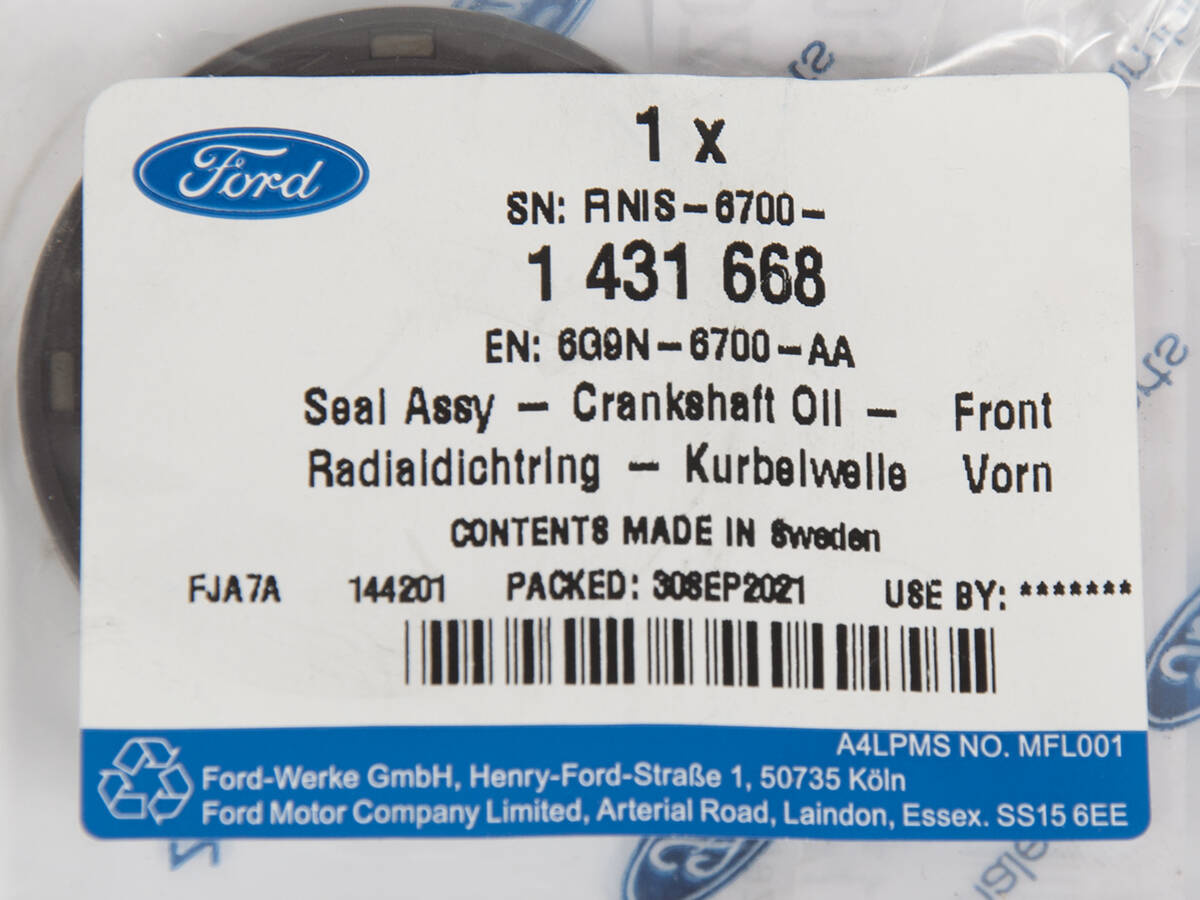 Ford
1 x
SN: RNIS-6700-
1 431 668
EN: 6G9N-6700-AA
Seal Assy - Crankshaft Oil - Front
Radialdichtring - Kurbelwelle Vorn
CONTENTS MADE IN Sweden
FJA7A 144201 PACKED: 30SEP2021 USE BY: *******
A4LPMS NO. MFL001
Ford-Werke GmbH, Henry-Ford-Straße 1, 50735 Köln
Ford Motor Company Limited, Arterial Road, Laindon, Essex. SS15 6EE